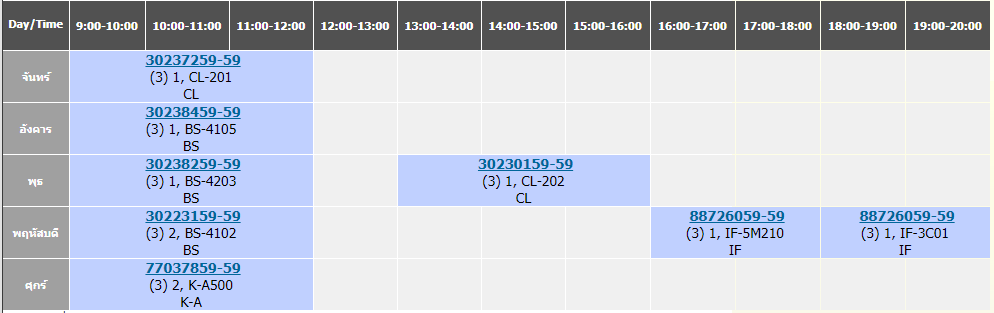 Day/Time 9:00-10:00 10:00-11:00 11:00-12:00 12:00-13:00 13:00-14:00 14:00-15:00 15:00-16:00 16:00-17:00 17:00-18:00 18:00-19:00 19:00-20:00
จันทร์
30237259-59
(3) 1, CL-201
CL
อังคาร
30238459-59
(3) 1, BS-4105
BS
พุธ
30238259-59
(3) 1, BS-4203
BS
30230159-59
(3) 1, CL-202
CL
พฤหัสบดี
30223159-59
(3) 2, BS-4102
BS
88726059-59
(3) 1, IF-5M210
IF
88726059-59
(3) 1, IF-3C01
IF
ศุกร์
77037859-59
(3) 2, K-A500
K-A